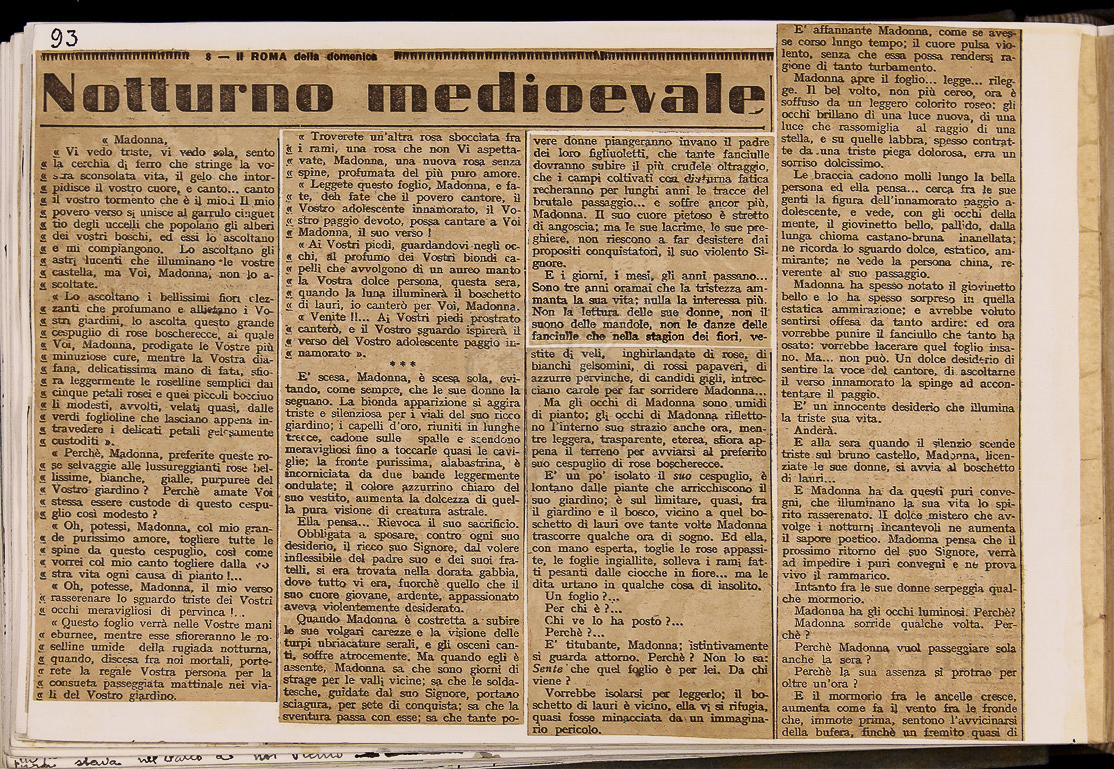 93
8 — Il ROMA della domenica
Notturno medioevale
« Madonna,
« Vi vedo triste, vi vedo sola, sento
« la cerchia di ferro che stringe la vo-
« stra sconsolata vita, il gelo che intor-
« pidisce il vostro cuore, e canto... canto
« il vostro tormento che è il mio. Il mio
« povero verso si unisce al garrulo cinguet
« tio degli uccelli che popolano gli alberi
« dei vostri boschi, ed essi lo ascoltano
« e mi compiangono. Lo ascoltano gli
« astri lucenti che illuminano le vostre
« castella, ma Voi, Madonna, non lo a-
« scoltate.
« Lo ascoltano i bellissimi fiori elez-
« zanti che profumano e allietano i Vo-
« stri giardini, lo ascolta questo grande
« cespuglio di rose boscherecce, ai quale
« Voi, Madonna, prodigate le Vostre più
« minuziose cure, mentre la Vostra dia-
« fana, delicatissima mano di fata, sfio-
« ra leggermente le roselline semplici dai
« cinque petali rosei e quei piccoli bocciuo
« li modesti, avvolti, velati quasi, dalle
« verdi foglioline che lasciano appena in-
« travedere i delicati petali gelosamente
« custoditi ».
« Perchè, Madonna, preferite queste ro-
« se selvaggie alle lussureggianti rose bel-
« lissime, bianche, gialle, purpuree del
« Vostro giardino ? Perchè amate Voi
« stessa essere custode di questo cespu-
« glio così modesto ?
« Oh, potessi, Madonna, col mio gran-
« de purissimo amore, togliere tutte le
« spine da questo cespuglio, così come
« vorrei col mio canto togliere dalla vo
« stra vita ogni causa di pianto !...
« Oh, potesse, Madonna, il mio verso
« rasserenare lo sguardo triste dei Vostri
« occhi meravigliosi di pervinca !...
« Questo foglio verrà nelle Vostre mani
« eburnee, mentre esse sfioreranno le ro-
« selline umide della rugiada notturna,
« quando, discesa fra noi mortali, porte-
« rete la regale Vostra persona per la
« consueta passeggiata mattinale nei via-
« li del Vostro giardino.
« Troverete un'altra rosa sbocciata fra
« i rami, una rosa che non Vi aspetta-
« vate, Madonna, una nuova rosa senza
« spine, profumata del più puro amore.
« Leggete questo foglio, Madonna, e fa-
« te, deh fate che il povero cantore, il
« Vostro adolescente innamorato, il Vo-
« stro paggio devoto, possa cantare a Voi
« Madonna, il suo verso !
« Ai Vostri piedi, guardandovi negli oc-
« chi, al profumo dei Vostri biondi ca-
« pelli che avvolgono di un aureo manto
« la Vostra dolce persona, questa sera,
« quando la luna illuminerà il boschetto
« di lauri, io canterò per Voi, Madonna.
« Venite !!... Ai Vostri piedi prostrato
« canterò, e il Vostro sguardo ispirerà il
« verso del Vostro adolescente paggio in-
« namorato ».
* * *
E' scesa, Madonna, è scesa sola, evi-
tando, come sempre, che le sue donne la
seguano. La bionda apparizione si aggira
triste e silenziosa per i viali del suo ricco
giardino; i capelli d'oro, riuniti in lunghe
trecce, cadono sulle spalle e scendono
meravigliosi fino a toccarle quasi le cavi-
glie; la fronte purissima, alabastrina, è
incorniciata da due bande leggermente
ondulate; il colore azzurrino chiaro del
suo vestito, aumenta la dolcezza di quel-
la pura visione di creatura astrale.
Ella pensa... Rievoca il suo sacrificio.
Obbligata a sposare, contro ogni suo
desiderio, il ricco suo Signore, dal volere
inflessibile del padre suo e dei suoi fra-
telli, si era trovata nella dorata gabbia,
dove tutto vi era, fuorchè quello che il
suo cuore giovane, ardente, appassionato
aveva violentemente desiderato.
Quando Madonna è costretta a subire
le sue volgari carezze e la visione delle
turpi ubriacature serali, e gli osceni can-
ti, soffre atrocemente. Ma quando egli è
assente, Madonna sa che sono giorni di
strage per le valli vicine; sa che le solda-
tesche, guidate dal suo Signore, portano
sciagura, per sete di conquista; sa che la
sventura passa con esse; sa che tante po-
vere donne piangeranno invano il padre
dei loro figliuoletti, che tante fanciulle
dovranno subire il più crudele oltraggio,
che i campi coltivati con diuturna fatica
recheranno per lunghi anni le tracce del
brutale passaggio... e soffre ancor più,
Madonna. Il suo cuore pietoso è stretto
di angoscia; ma le sue lacrime, le sue pre-
ghiere, non riescono a far desistere dai
propositi conquistatori, il suo violento Si-
gnore.
E i giorni, i mesi, gli anni passano...
Sono tre anni oramai che la tristezza am-
manta la sua vita; nulla la interessa più.
Non la lettura delle sue donne, non il
suono delle mandole, non le danze delle
fanciulle che nella stagion dei fiori, ve-
stite di veli, inghirlandate di rose, di
bianchi gelsomini, di rossi papaveri, di
azzurre pervinche, di candidi gigli, intrec-
ciano carole per far sorridere Madonna...
Ma gli occhi di Madonna sono umidi
di pianto; gli occhi di Madonna rifletto-
no l'interno suo strazio anche ora, men-
tre leggera, trasparente, eterea, sfiora ap-
pena il terreno per avviarsi al preferito
suo cespuglio di rose boscherecce.
E' un po' isolato il suo cespuglio, è
lontano dalle piante che arricchiscono il
suo giardino; è sul limitare, quasi, fra
il giardino e il bosco, vicino a quel bo-
schetto di lauri ove tante volte Madonna
trascorre qualche ora di sogno. Ed ella,
con mano esperta, toglie le rose appassi-
te, le foglie ingiallite, solleva i rami fat-
ti pesanti dalle ciocche in fiore... ma le
dita urtano in qualche cosa di insolito.
Un foglio ?...
Per chi è ?...
Chi ve lo ha posto ?...
Perchè ?...
E' titubante, Madonna; istintivamente
si guarda attorno. Perchè ? Non lo sa:
Sente che quel foglio è per lei. Da chi
viene ?
Vorrebbe isolarsi per leggerlo; il bo-
schetto di lauri è vicino, ella vi si rifugia,
quasi fosse minacciata da un immagina-
rio pericolo.
E' affannante Madonna, come se aves-
se corso lungo tempo; il cuore pulsa vio-
lento, senza che essa possa rendersi ra-
gione di tanto turbamento.
Madonna apre il foglio... legge... rileg-
ge. Il bel volto, non più cereo, ora è
soffuso da un leggero colorito roseo; gli
occhi brillano di una luce nuova, di una
luce che rassomiglia al raggio di una
stella, e su quelle labbra, spesso contrat-
te da una triste piega dolorosa, erra un
sorriso dolcissimo.
Le braccia cadono molli lungo la bella
persona ed ella pensa... cerca fra le sue
genti la figura dell'innamorato paggio a-
dolescente, e vede, con gli occhi della
mente, il giovinetto bello, pallido, dalla
lunga chioma castano-bruna inanellata;
ne ricorda lo sguardo dolce, estatico, am-
mirante; ne vede la persona china, re-
verente al suo passaggio.
Madonna ha spesso notato il giovinetto
bello e lo ha spesso sorpreso in quella
estatica ammirazione; e avrebbe voluto
sentirsi offesa da tanto ardire: ed ora
vorrebbe punire il fanciullo che tanto ha
osato: vorrebbe lacerare quel foglio insa-
no. Ma... non può. Un dolce desiderio di
sentire la voce del cantore, di ascoltarne
il verso innamorato la spinge ad accon-
tentare il paggio.
E' un innocente desiderio che illumina
la triste sua vita.
Anderà.
E alla sera quando il silenzio scende
triste sul bruno castello, Madonna, licen-
ziate le sue donne, si avvia al boschetto
di lauri...
E Madonna ha da questi puri conve-
gni, che illuminano la sua vita lo spi-
rito rasserenato. Il dolce mistero che av-
volge i notturni incantevoli ne aumenta
il sapore poetico. Madonna pensa che il
prossimo ritorno del suo Signore, verrà
ad impedire i puri convegni e ne prova
vivo il rammarico.
Intanto fra le sue donne serpeggia qual-
che mormorio.
Madonna ha gli occhi luminosi. Perchè?
Madonna sorride qualche volta. Per-
chè ?
Perchè Madonna vuol passeggiare sola
anche la sera ?
Perchè la sua assenza si protrae per
oltre un'ora ?
E il mormorio fra le ancelle cresce,
aumenta come fa il vento fra le fronde
che, immote prima, sentono l'avvicinarsi
della bufera, finchè un fremito quasi di